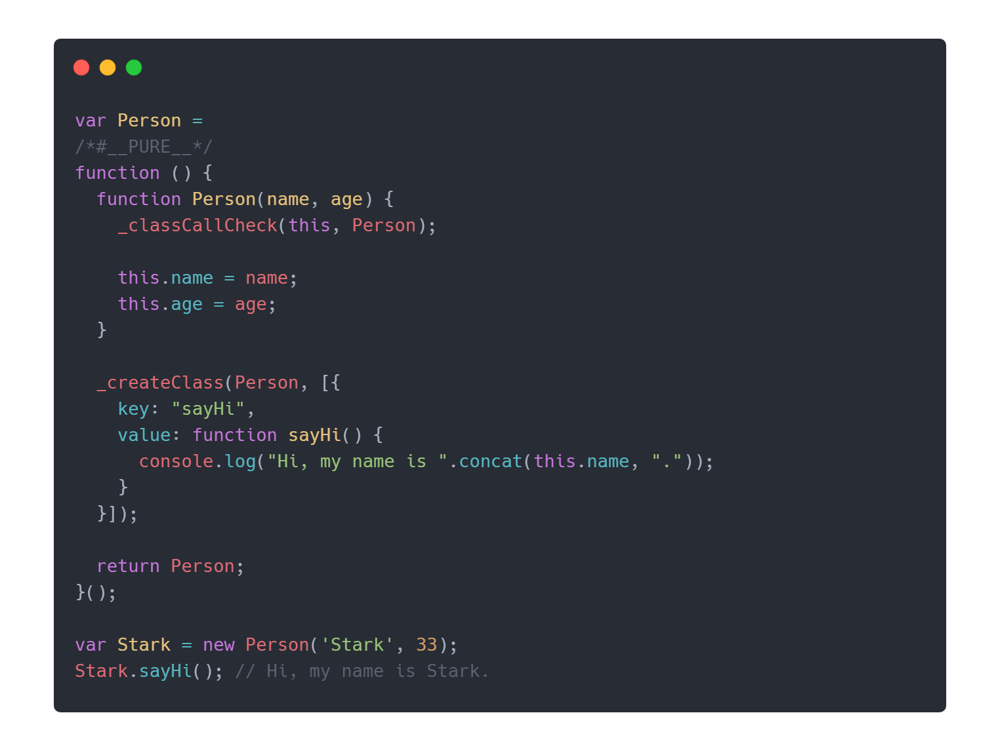 var Person =
/*#__PURE__*/
function () {
  function Person(name, age) {
    _classCallCheck(this, Person);

    this.name = name;
    this.age = age;
  }

  _createClass(Person, [{
    key: "sayHi",
    value: function sayHi() {
      console.log("Hi, my name is ".concat(this.name, "."));
    }
  }]);

  return Person;
}();

var Stark = new Person('Stark', 33);
Stark.sayHi(); // Hi, my name is Stark.